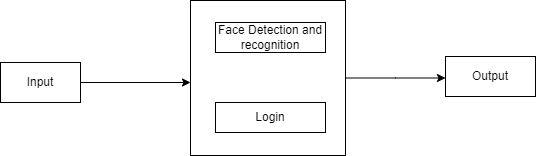 Face Detection and
recognition
Input
Output
Login